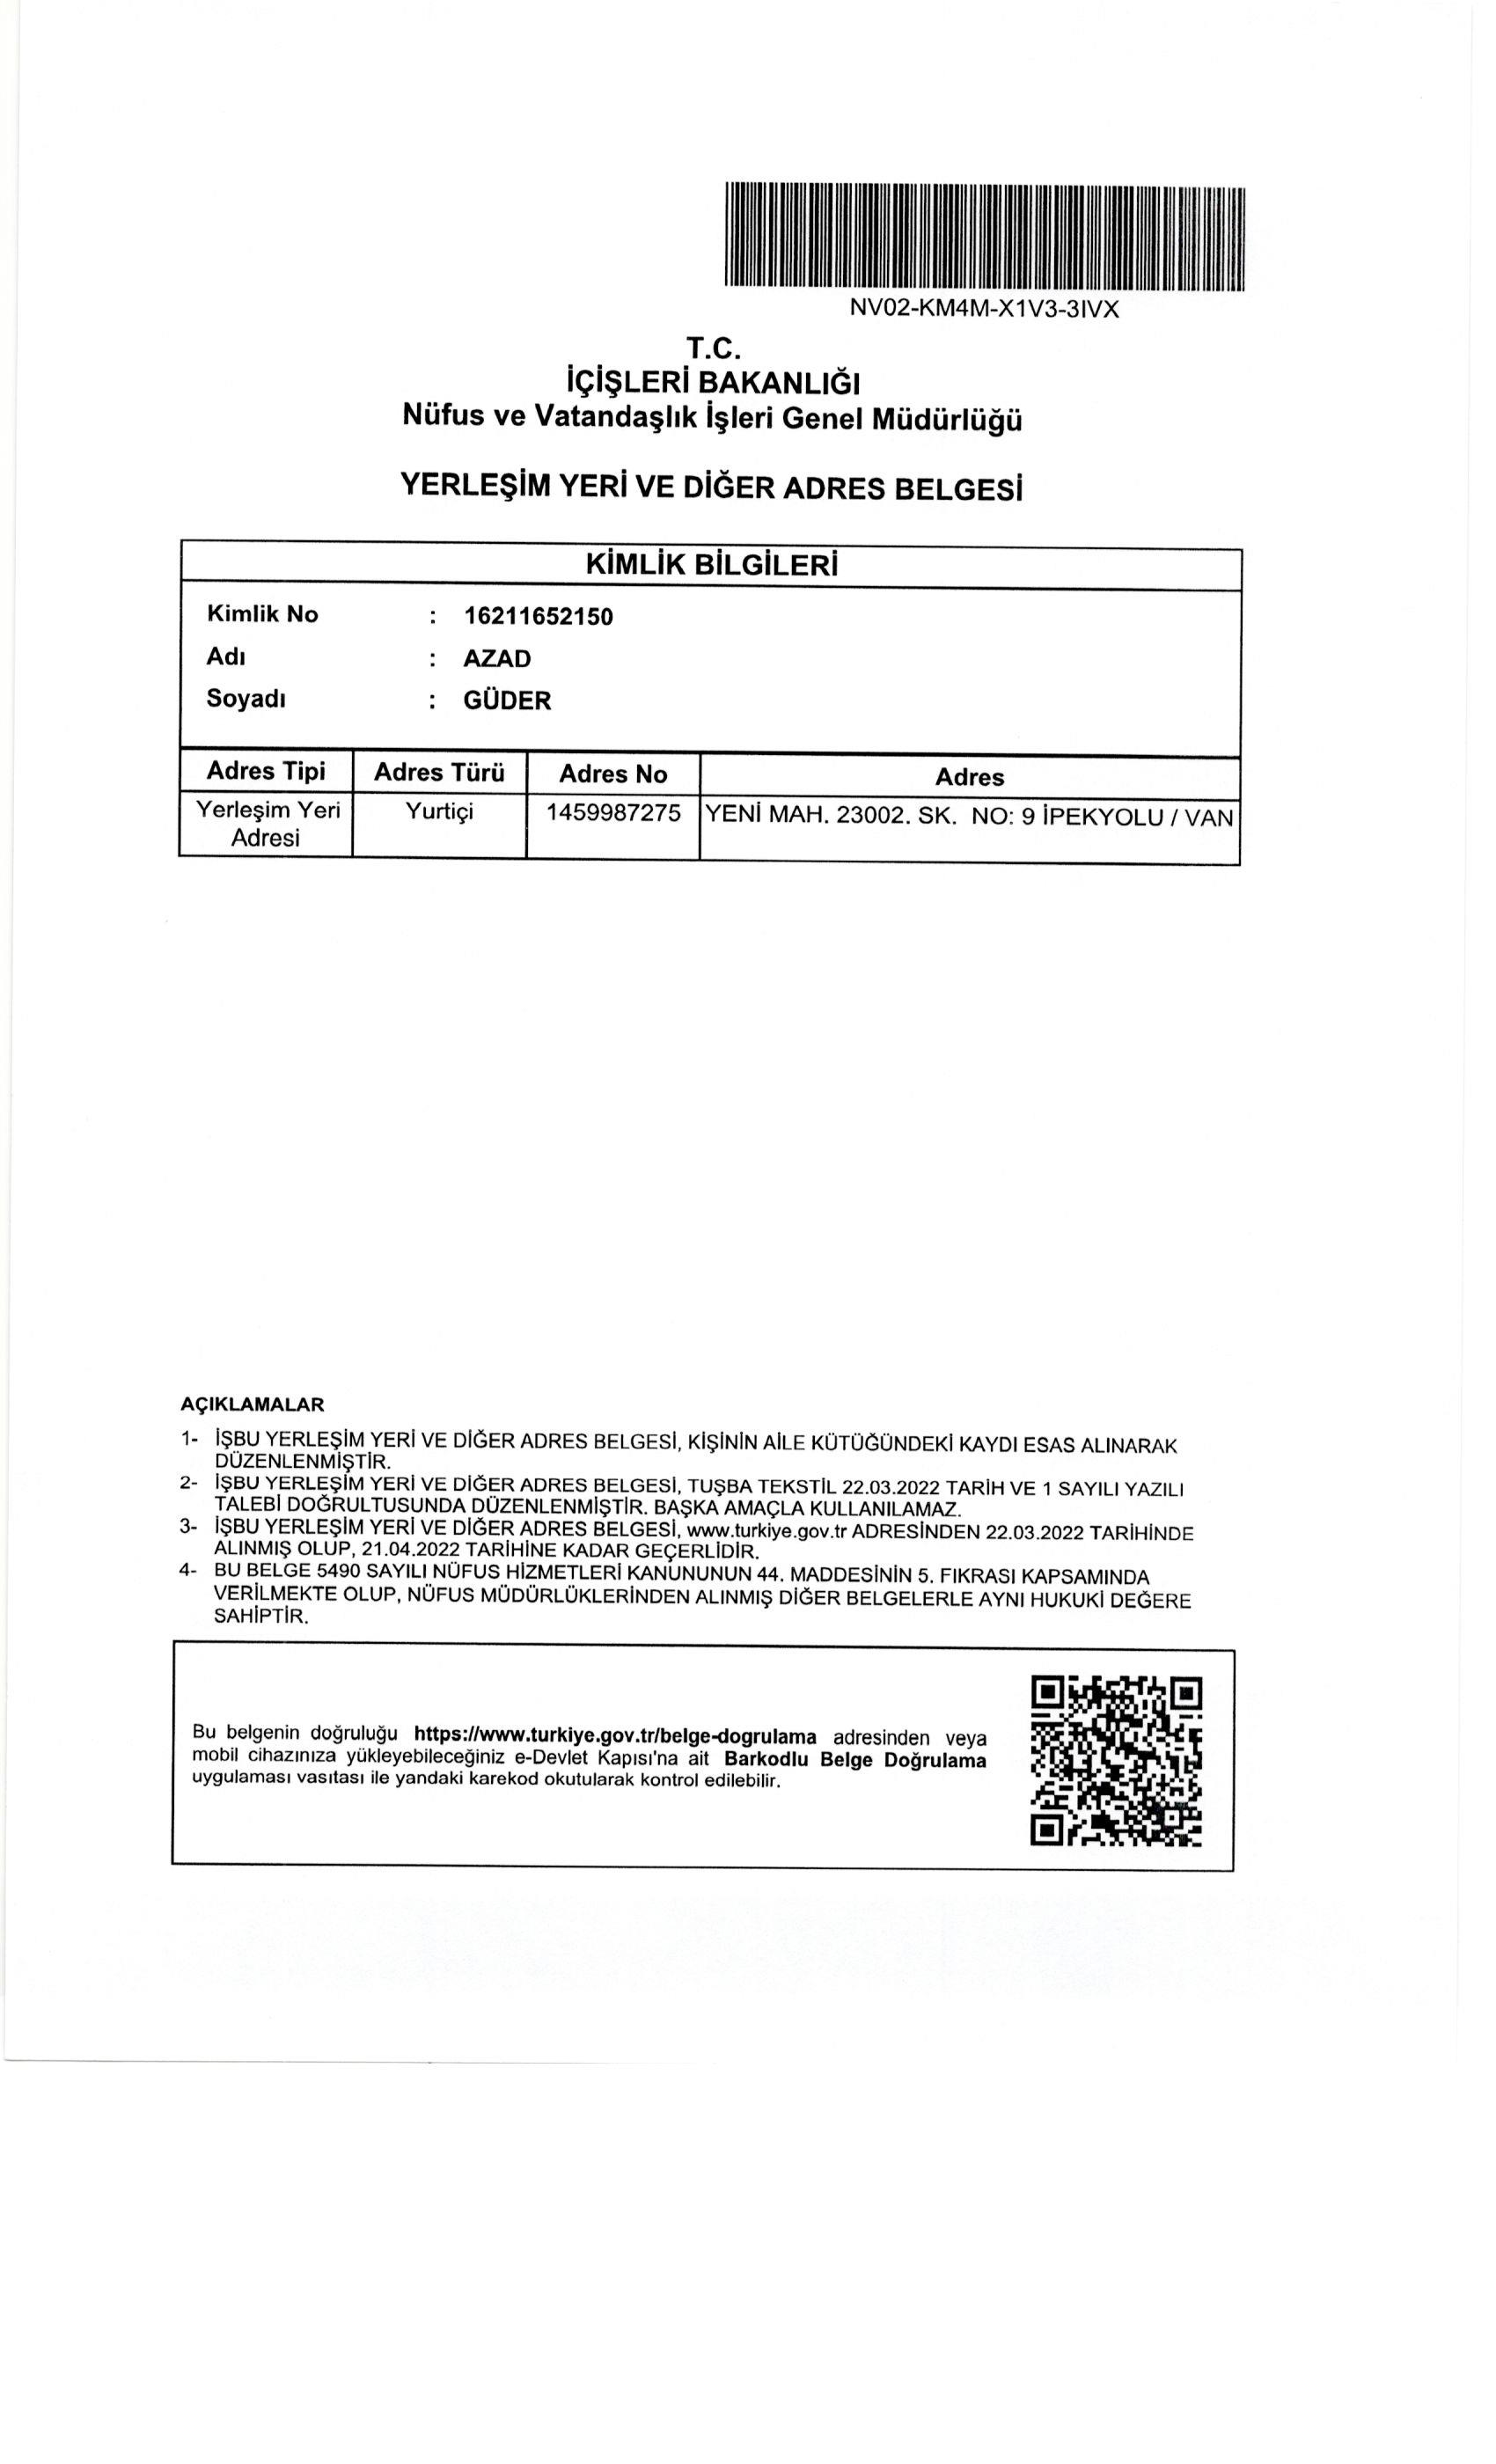 NV02-KM4M-X1V3-3IVX
T.C.
İÇİŞLERİ BAKANLIĞI
Nüfus ve Vatandaşlık İşleri Genel Müdürlüğü
YERLEŞİM YERİ VE DİĞER ADRES BELGESİ
KİMLİK BİLGİLERİ
Kimlik No : 16211652150
Adı : AZAD
Soyadı : GÜDER
Adres Tipi Adres Türü Adres No Adres
Yerleşim Yeri Yurtiçi 1459987275 YENİ MAH. 23002. SK. NO: 9 İPEKYOLU / VAN
Adresi
AÇIKLAMALAR
1- İŞBU YERLEŞİM YERİ VE DİĞER ADRES BELGESİ, KİŞİNİN AİLE KÜTÜĞÜNDEKİ KAYDI ESAS ALINARAK
DÜZENLENMİŞTİR.
2- İŞBU YERLEŞİM YERİ VE DİĞER ADRES BELGESİ, TUŞBA TEKSTİL 22.03.2022 TARİH VE 1 SAYILI YAZILI
TALEBİ DOĞRULTUSUNDA DÜZENLENMİŞTİR. BAŞKA AMAÇLA KULLANILAMAZ.
3- İŞBU YERLEŞİM YERİ VE DİĞER ADRES BELGESİ, www.turkiye.gov.tr ADRESİNDEN 22.03.2022 TARİHİNDE
ALINMIŞ OLUP, 21.04.2022 TARİHİNE KADAR GEÇERLİDİR.
4- BU BELGE 5490 SAYILI NÜFUS HİZMETLERİ KANUNUNUN 44. MADDESİNİN 5. FIKRASI KAPSAMINDA
VERİLMEKTE OLUP, NÜFUS MÜDÜRLÜKLERİNDEN ALINMIŞ DİĞER BELGELERLE AYNI HUKUKİ DEĞERE
SAHİPTİR.
Bu belgenin doğruluğu https://www.turkiye.gov.tr/belge-dogrulama adresinden veya
mobil cihazınıza yükleyebileceğiniz e-Devlet Kapısı'na ait Barkodlu Belge Doğrulama
uygulaması vasıtası ile yandaki karekod okutularak kontrol edilebilir.